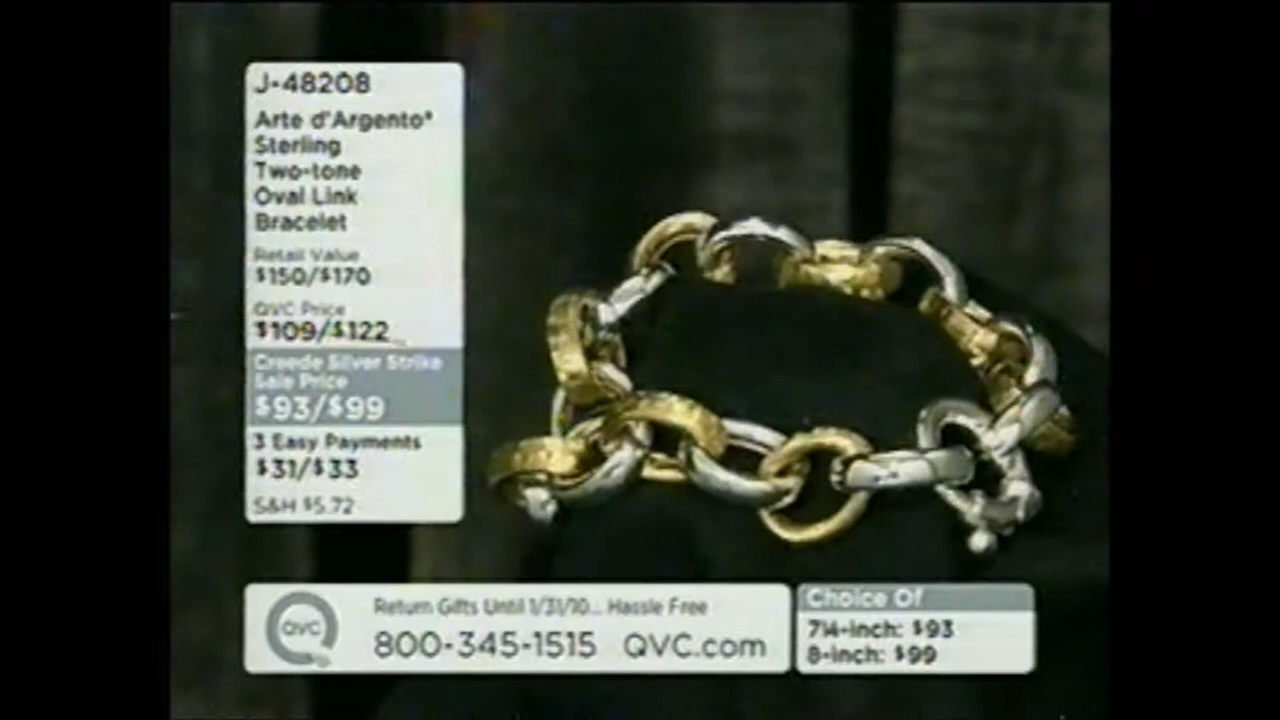 J-48208
Arte d'Argento®
Sterling
Two-tone
Oval Link
Bracelet
Retail Value
$150/$170
QVC Price
$109/$122
Creede Silver Strike
Sale Price
$93/$99
3 Easy Payments
$31/$33
S&H $5.72
QVC
Return Gifts Until 1/31/10... Hassle Free
800-345-1515 QVC.com
Choice Of
7¼-inch: $93
8-inch: $99